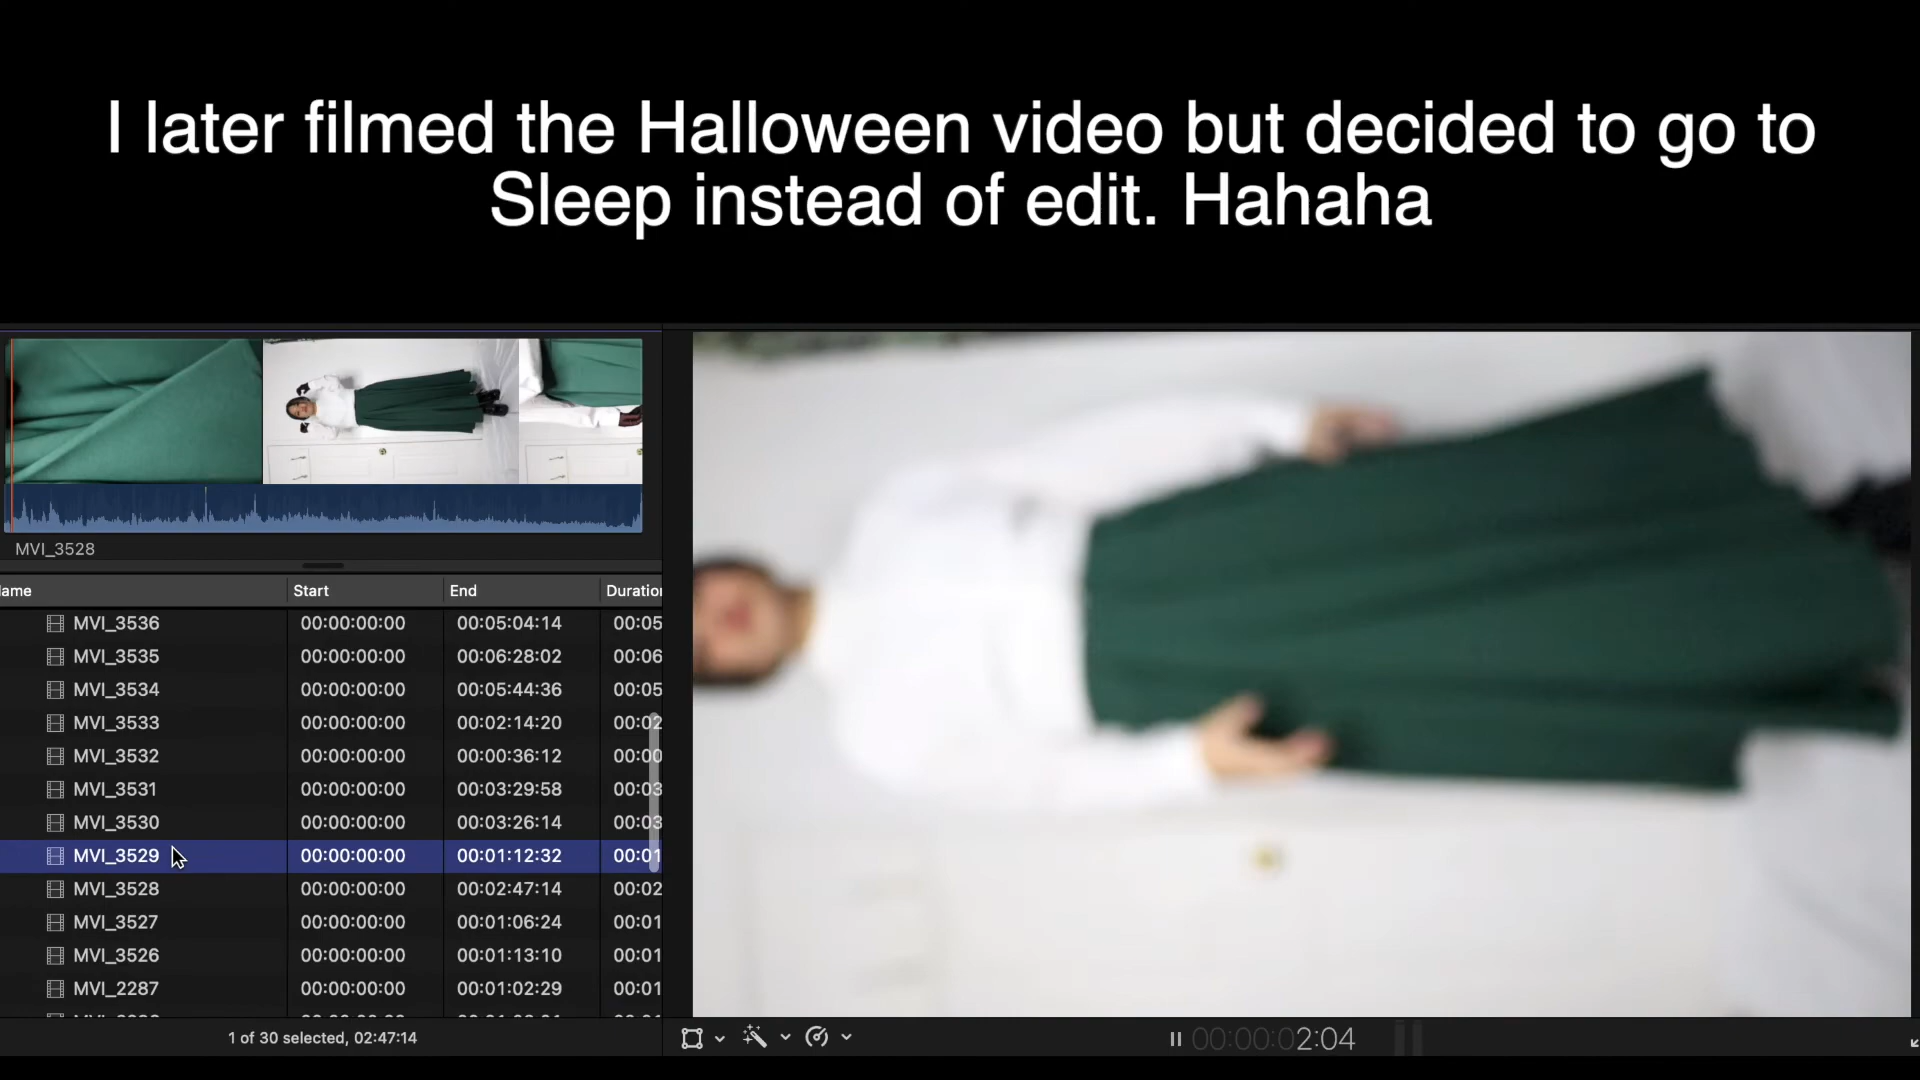 I later filmed the Halloween video but decided to go to
Sleep instead of edit. Hahaha
MVI_3528
ame Start End Duration
MVI_3536 00:00:00:00 00:05:04:14 00:05
MVI_3535 00:00:00:00 00:06:28:02 00:06
MVI_3534 00:00:00:00 00:05:44:36 00:05
MVI_3533 00:00:00:00 00:02:14:20 00:02
MVI_3532 00:00:00:00 00:00:36:12 00:00
MVI_3531 00:00:00:00 00:03:29:58 00:03
MVI_3530 00:00:00:00 00:03:26:14 00:03
MVI_3529 00:00:00:00 00:01:12:32 00:01
MVI_3528 00:00:00:00 00:02:47:14 00:02
MVI_3527 00:00:00:00 00:01:06:24 00:01
MVI_3526 00:00:00:00 00:01:13:10 00:01
MVI_2287 00:00:00:00 00:01:02:29 00:01
1 of 30 selected, 02:47:14
00:00:02:04